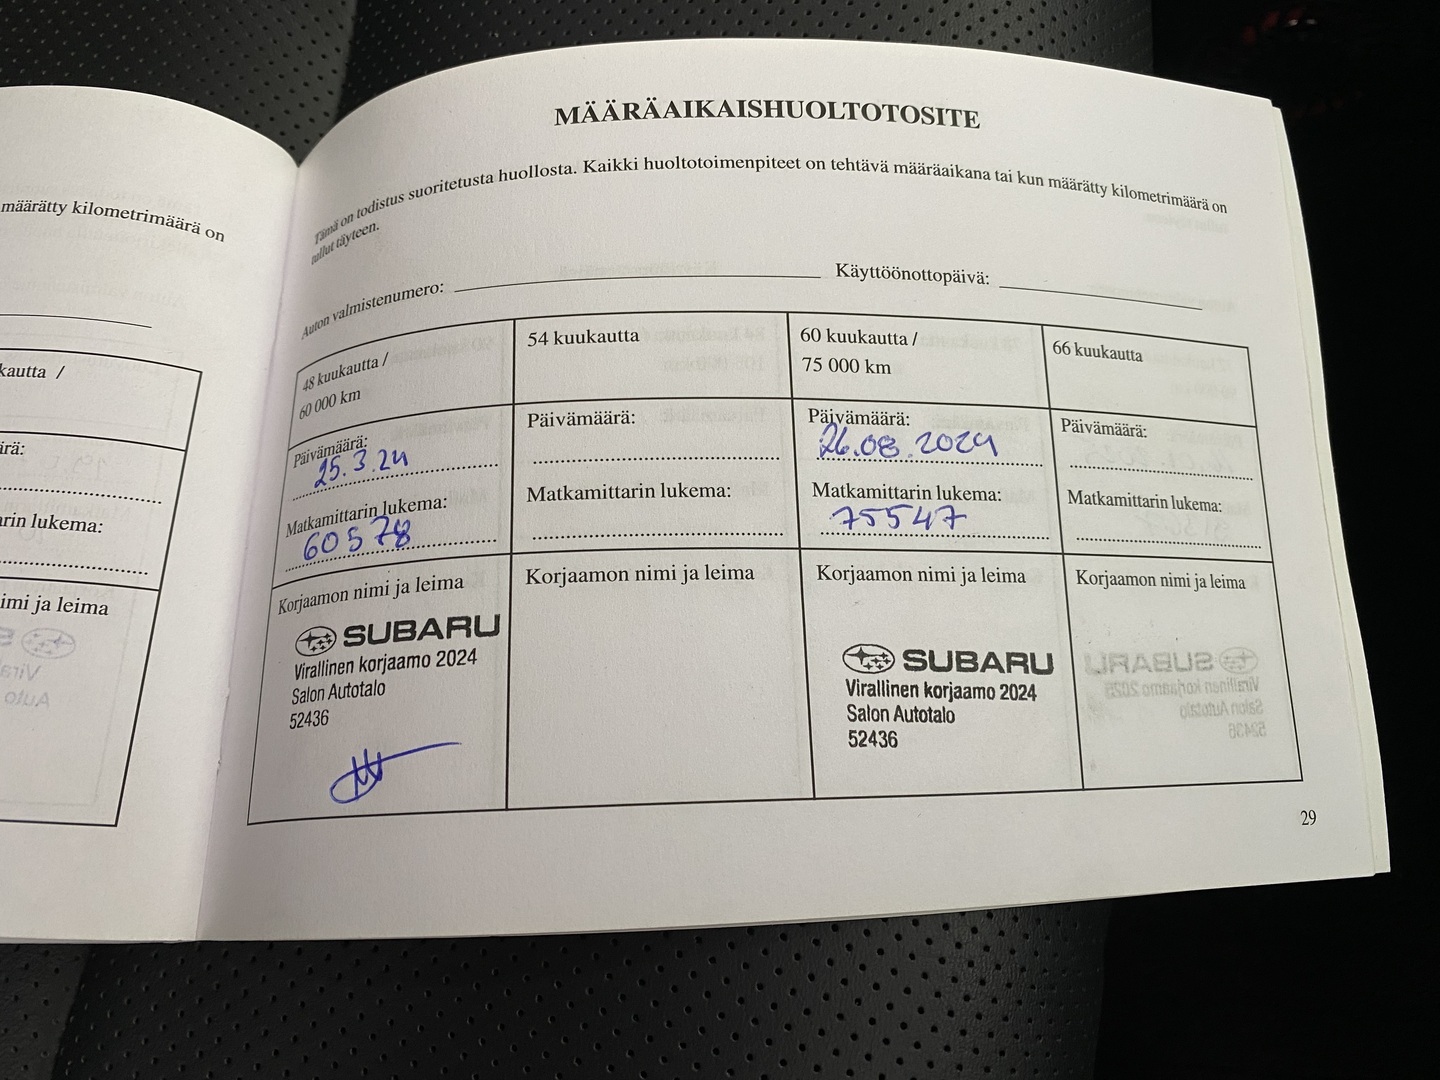 määrätty kilometrimäärä on
kautta /
imi ja leima
MÄÄRÄAIKAISHUOLTOTOSITE
Tämä on todistus suoritetusta huollosta. Kaikki huoltotoimenpiteet on tehtävä määräaikana tai kun määrätty kilometrimäärä on
tullut täyteen.
Auton valmistenumero: Käyttöönottopäivä:
48 kuukautta /
60 000 km
Päivämäärä:
25.3.24
Matkamittarin lukema:
60578
Korjaamon nimi ja leima
SUBARU
Virallinen korjaamo 2024
Salon Autotalo
52436
54 kuukautta
Päivämäärä:
Matkamittarin lukema:
Korjaamon nimi ja leima
60 kuukautta /
75 000 km
Päivämäärä:
26.08.2024
Matkamittarin lukema:
75547
Korjaamon nimi ja leima
SUBARU
Virallinen korjaamo 2024
Salon Autotalo
52436
66 kuukautta
Päivämäärä:
Matkamittarin lukema:
Korjaamon nimi ja leima
29